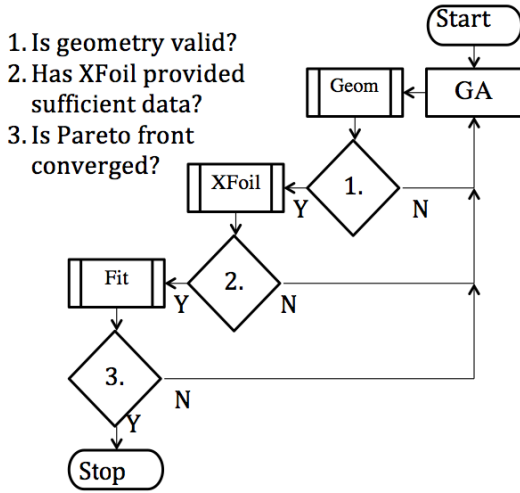 Start
1. Is geometry valid?
2. Has XFoil provided
sufficient data?
3. Is Pareto front
converged?
Geom
GA
XFoil
1.
Y
N
Fit
2.
Y
N
3.
N
Y
Stop